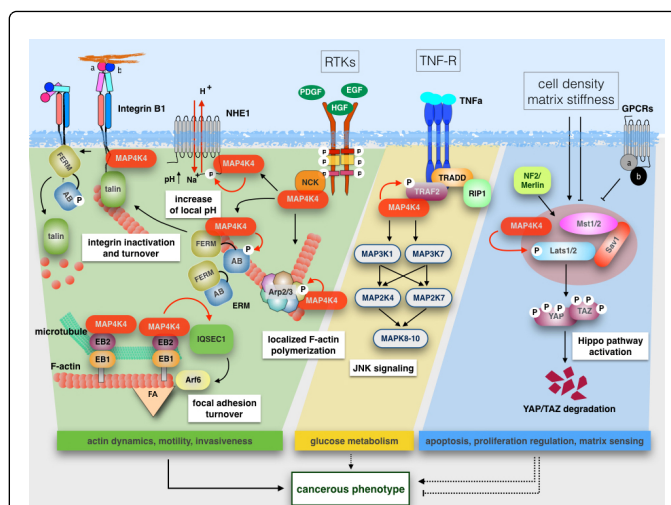 RTKs
TNF-R
cell density
matrix stiffness
a
b
Integrin B1
H+
NHE1
PDGF
EGF
HGF
TNFa
GPCRs
a
b
FERM
AB
P
talin
talin
MAP4K4
pH
Na
P
MAP4K4
increase
of local pH
integrin inactivation
and turnover
P
P
P
P
P
P
NCK
MAP4K4
MAP4K4
FERM
AB
P
FERM
AB
ERM
Arp2/3
P
MAP4K4
localized F-actin
polymerization
microtubule
MAP4K4
EB2
EB1
MAP4K4
EB2
EB1
IQSEC1
F-actin
FA
Arf6
focal adhesion
turnover
P
TRADD
TRAF2
RIP1
MAP4K4
MAP3K1
MAP3K7
MAP2K4
MAP2K7
MAPK8-10
JNK signaling
NF2/
Merlin
MAP4K4
Mst1/2
P
Lats1/2
Sav1
P
P
P
P
YAP
TAZ
Hippo pathway
activation
YAP/TAZ degradation
actin dynamics, motility, invasiveness
glucose metabolism
apoptosis, proliferation regulation, matrix sensing
cancerous phenotype